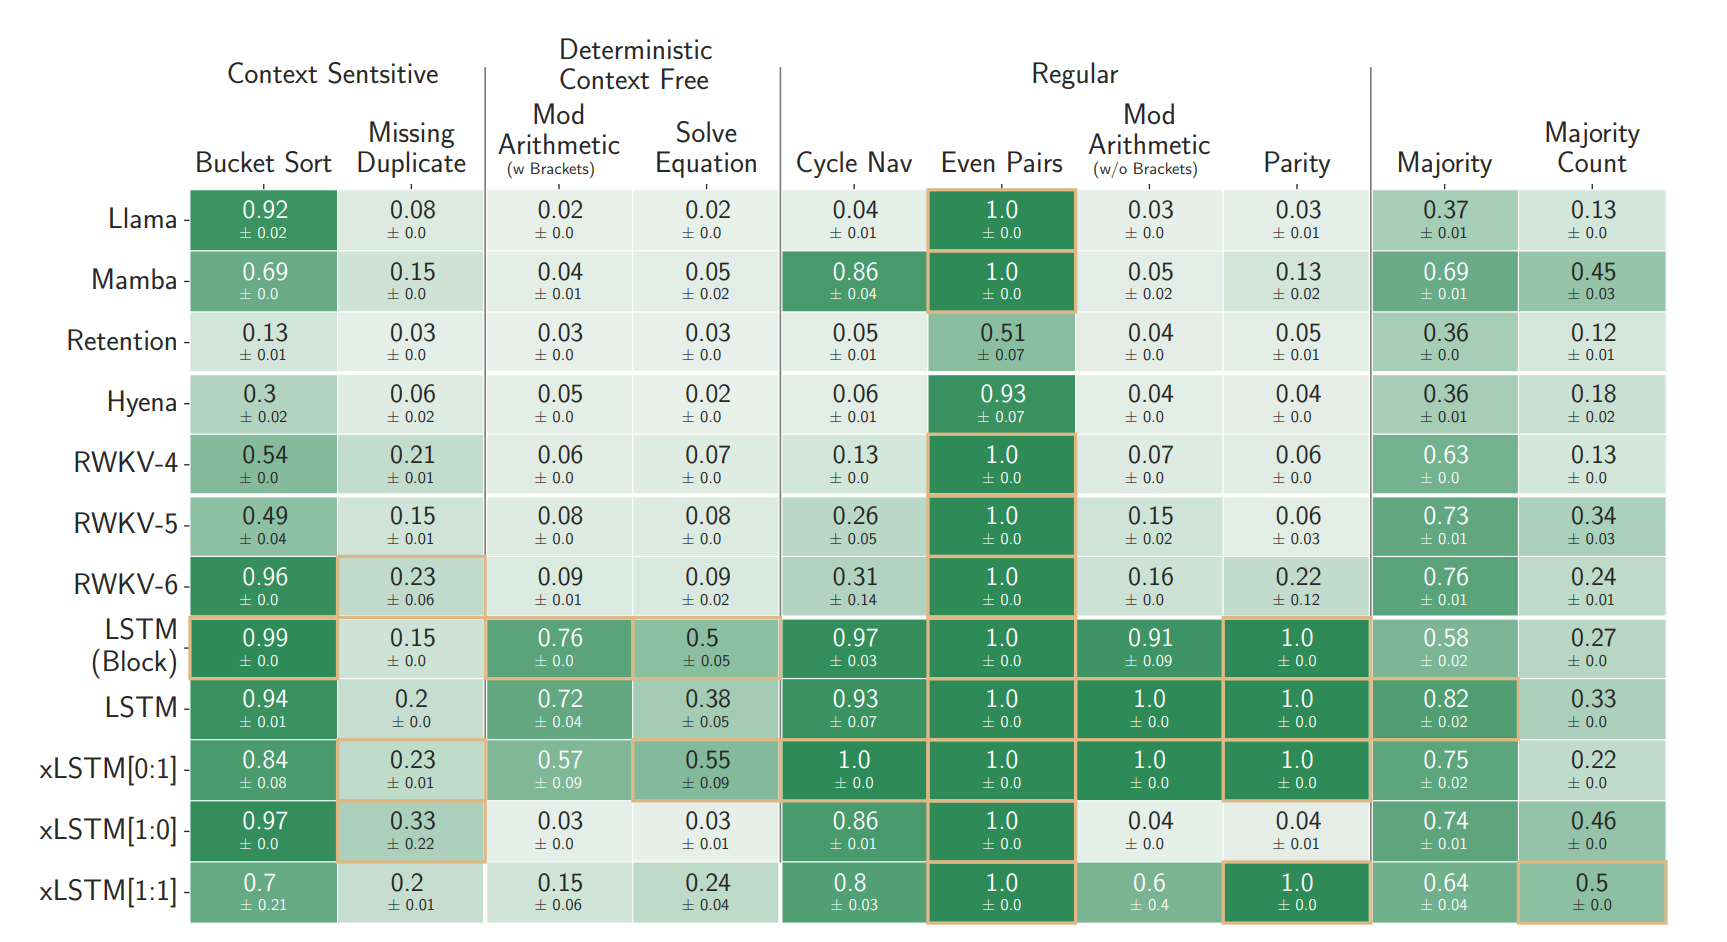 Deterministic
Context Sentsitive Context Free Regular
Mod Mod
Missing Arithmetic Solve Arithmetic Majority
Bucket Sort Duplicate (w Brackets) Equation Cycle Nav Even Pairs (w/o Brackets) Parity Majority Count
Llama 0.92 0.08 0.02 0.02 0.04 1.0 0.03 0.03 0.37 0.13
± 0.02 ± 0.0 ± 0.0 ± 0.0 ± 0.01 ± 0.0 ± 0.0 ± 0.01 ± 0.01 ± 0.0
Mamba 0.69 0.15 0.04 0.05 0.86 1.0 0.05 0.13 0.69 0.45
± 0.0 ± 0.0 ± 0.01 ± 0.02 ± 0.04 ± 0.0 ± 0.02 ± 0.02 ± 0.01 ± 0.03
Retention 0.13 0.03 0.03 0.03 0.05 0.51 0.04 0.05 0.36 0.12
± 0.01 ± 0.0 ± 0.0 ± 0.0 ± 0.01 ± 0.07 ± 0.0 ± 0.01 ± 0.0 ± 0.01
Hyena 0.3 0.06 0.05 0.02 0.06 0.93 0.04 0.04 0.36 0.18
± 0.02 ± 0.02 ± 0.0 ± 0.0 ± 0.01 ± 0.07 ± 0.0 ± 0.0 ± 0.01 ± 0.02
RWKV-4 0.54 0.21 0.06 0.07 0.13 1.0 0.07 0.06 0.63 0.13
± 0.0 ± 0.01 ± 0.0 ± 0.0 ± 0.0 ± 0.0 ± 0.0 ± 0.0 ± 0.0 ± 0.0
RWKV-5 0.49 0.15 0.08 0.08 0.26 1.0 0.15 0.06 0.73 0.34
± 0.04 ± 0.01 ± 0.0 ± 0.0 ± 0.05 ± 0.0 ± 0.02 ± 0.03 ± 0.01 ± 0.03
RWKV-6 0.96 0.23 0.09 0.09 0.31 1.0 0.16 0.22 0.76 0.24
± 0.0 ± 0.06 ± 0.01 ± 0.02 ± 0.14 ± 0.0 ± 0.0 ± 0.12 ± 0.01 ± 0.01
LSTM 0.99 0.15 0.76 0.5 0.97 1.0 0.91 1.0 0.58 0.27
(Block) ± 0.0 ± 0.0 ± 0.0 ± 0.05 ± 0.03 ± 0.0 ± 0.09 ± 0.0 ± 0.02 ± 0.0
LSTM 0.94 0.2 0.72 0.38 0.93 1.0 1.0 1.0 0.82 0.33
± 0.01 ± 0.0 ± 0.04 ± 0.05 ± 0.07 ± 0.0 ± 0.0 ± 0.0 ± 0.02 ± 0.0
xLSTM[0:1] 0.84 0.23 0.57 0.55 1.0 1.0 1.0 1.0 0.75 0.22
± 0.08 ± 0.01 ± 0.09 ± 0.09 ± 0.0 ± 0.0 ± 0.0 ± 0.0 ± 0.02 ± 0.0
xLSTM[1:0] 0.97 0.33 0.03 0.03 0.86 1.0 0.04 0.04 0.74 0.46
± 0.0 ± 0.22 ± 0.0 ± 0.01 ± 0.01 ± 0.0 ± 0.0 ± 0.01 ± 0.01 ± 0.0
xLSTM[1:1] 0.7 0.2 0.15 0.24 0.8 1.0 0.6 1.0 0.64 0.5
± 0.21 ± 0.01 ± 0.06 ± 0.04 ± 0.03 ± 0.0 ± 0.4 ± 0.0 ± 0.04 ± 0.0